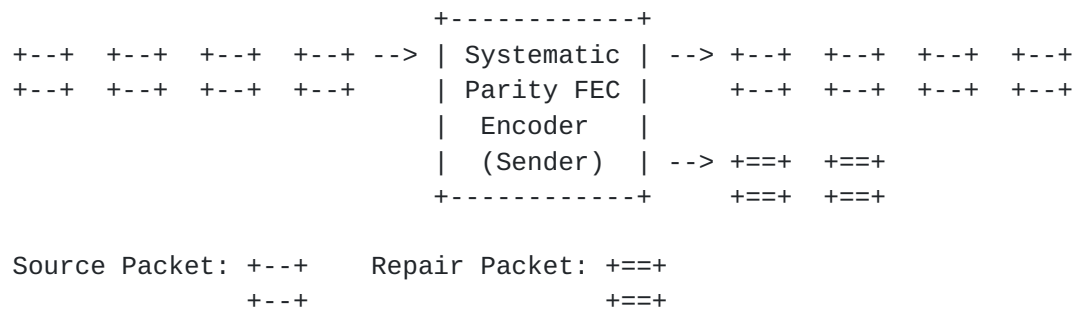 +------------+
+--+  +--+  +--+  +--+ --> | Systematic | --> +--+  +--+  +--+  +--+
+--+  +--+  +--+  +--+     | Parity FEC |     +--+  +--+  +--+  +--+
                           |  Encoder   |
                           |  (Sender)  | --> +==+  +==+
                           +------------+     +==+  +==+

Source Packet: +--+    Repair Packet: +==+
               +--+                   +==+